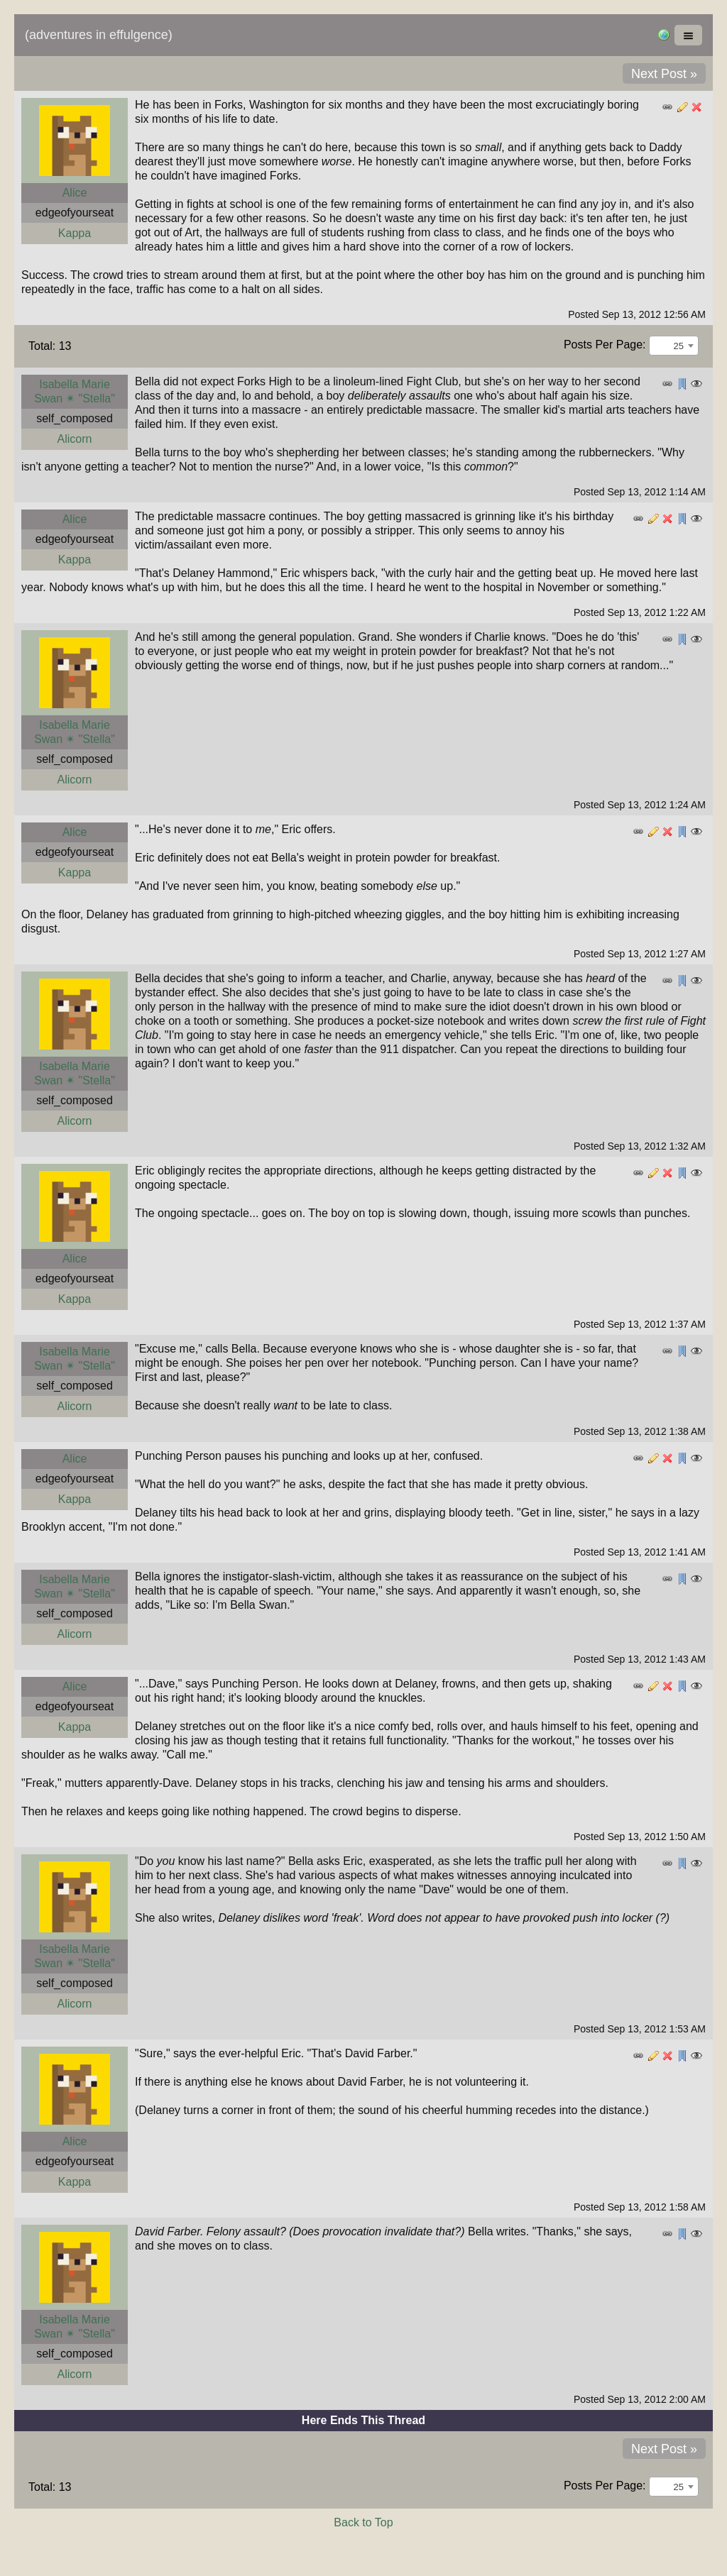 (adventures in effulgence)
Next Post »
Alice
edgeofyourseat
Kappa
He has been in Forks, Washington for six months and they have been the most excruciatingly boring
six months of his life to date.
There are so many things he can't do here, because this town is so small, and if anything gets back to Daddy
dearest they'll just move somewhere worse. He honestly can't imagine anywhere worse, but then, before Forks
he couldn't have imagined Forks.
Getting in fights at school is one of the few remaining forms of entertainment he can find any joy in, and it's also
necessary for a few other reasons. So he doesn't waste any time on his first day back: it's ten after ten, he just
got out of Art, the hallways are full of students rushing from class to class, and he finds one of the boys who
already hates him a little and gives him a hard shove into the corner of a row of lockers.
Success. The crowd tries to stream around them at first, but at the point where the other boy has him on the ground and is punching him
repeatedly in the face, traffic has come to a halt on all sides.
Posted Sep 13, 2012 12:56 AM
Total: 13
Posts Per Page: 25
Isabella Marie
Swan ✴ "Stella"
self_composed
Alicorn
Bella did not expect Forks High to be a linoleum-lined Fight Club, but she's on her way to her second
class of the day and, lo and behold, a boy deliberately assaults one who's about half again his size.
And then it turns into a massacre - an entirely predictable massacre. The smaller kid's martial arts teachers have
failed him. If they even exist.
Bella turns to the boy who's shepherding her between classes; he's standing among the rubberneckers. "Why
isn't anyone getting a teacher? Not to mention the nurse?" And, in a lower voice, "Is this common?"
Posted Sep 13, 2012 1:14 AM
Alice
edgeofyourseat
Kappa
The predictable massacre continues. The boy getting massacred is grinning like it's his birthday
and someone just got him a pony, or possibly a stripper. This only seems to annoy his
victim/assailant even more.
"That's Delaney Hammond," Eric whispers back, "with the curly hair and the getting beat up. He moved here last
year. Nobody knows what's up with him, but he does this all the time. I heard he went to the hospital in November or something."
Posted Sep 13, 2012 1:22 AM
Isabella Marie
Swan ✴ "Stella"
self_composed
Alicorn
And he's still among the general population. Grand. She wonders if Charlie knows. "Does he do 'this'
to everyone, or just people who eat my weight in protein powder for breakfast? Not that he's not
obviously getting the worse end of things, now, but if he just pushes people into sharp corners at random..."
Posted Sep 13, 2012 1:24 AM
Alice
edgeofyourseat
Kappa
"...He's never done it to me," Eric offers.
Eric definitely does not eat Bella's weight in protein powder for breakfast.
"And I've never seen him, you know, beating somebody else up."
On the floor, Delaney has graduated from grinning to high-pitched wheezing giggles, and the boy hitting him is exhibiting increasing
disgust.
Posted Sep 13, 2012 1:27 AM
Isabella Marie
Swan ✴ "Stella"
self_composed
Alicorn
Bella decides that she's going to inform a teacher, and Charlie, anyway, because she has heard of the
bystander effect. She also decides that she's just going to have to be late to class in case she's the
only person in the hallway with the presence of mind to make sure the idiot doesn't drown in his own blood or
choke on a tooth or something. She produces a pocket-size notebook and writes down screw the first rule of Fight
Club. "I'm going to stay here in case he needs an emergency vehicle," she tells Eric. "I'm one of, like, two people
in town who can get ahold of one faster than the 911 dispatcher. Can you repeat the directions to building four
again? I don't want to keep you."
Posted Sep 13, 2012 1:32 AM
Alice
edgeofyourseat
Kappa
Eric obligingly recites the appropriate directions, although he keeps getting distracted by the
ongoing spectacle.
The ongoing spectacle... goes on. The boy on top is slowing down, though, issuing more scowls than punches.
Posted Sep 13, 2012 1:37 AM
Isabella Marie
Swan ✴ "Stella"
self_composed
Alicorn
"Excuse me," calls Bella. Because everyone knows who she is - whose daughter she is - so far, that
might be enough. She poises her pen over her notebook. "Punching person. Can I have your name?
First and last, please?"
Because she doesn't really want to be late to class.
Posted Sep 13, 2012 1:38 AM
Alice
edgeofyourseat
Kappa
Punching Person pauses his punching and looks up at her, confused.
"What the hell do you want?" he asks, despite the fact that she has made it pretty obvious.
Delaney tilts his head back to look at her and grins, displaying bloody teeth. "Get in line, sister," he says in a lazy
Brooklyn accent, "I'm not done."
Posted Sep 13, 2012 1:41 AM
Isabella Marie
Swan ✴ "Stella"
self_composed
Alicorn
Bella ignores the instigator-slash-victim, although she takes it as reassurance on the subject of his
health that he is capable of speech. "Your name," she says. And apparently it wasn't enough, so, she
adds, "Like so: I'm Bella Swan."
Posted Sep 13, 2012 1:43 AM
Alice
edgeofyourseat
Kappa
"...Dave," says Punching Person. He looks down at Delaney, frowns, and then gets up, shaking
out his right hand; it's looking bloody around the knuckles.
Delaney stretches out on the floor like it's a nice comfy bed, rolls over, and hauls himself to his feet, opening and
closing his jaw as though testing that it retains full functionality. "Thanks for the workout," he tosses over his
shoulder as he walks away. "Call me."
"Freak," mutters apparently-Dave. Delaney stops in his tracks, clenching his jaw and tensing his arms and shoulders.
Then he relaxes and keeps going like nothing happened. The crowd begins to disperse.
Posted Sep 13, 2012 1:50 AM
Isabella Marie
Swan ✴ "Stella"
self_composed
Alicorn
"Do you know his last name?" Bella asks Eric, exasperated, as she lets the traffic pull her along with
him to her next class. She's had various aspects of what makes witnesses annoying inculcated into
her head from a young age, and knowing only the name "Dave" would be one of them.
She also writes, Delaney dislikes word 'freak'. Word does not appear to have provoked push into locker (?)
Posted Sep 13, 2012 1:53 AM
Alice
edgeofyourseat
Kappa
"Sure," says the ever-helpful Eric. "That's David Farber."
If there is anything else he knows about David Farber, he is not volunteering it.
(Delaney turns a corner in front of them; the sound of his cheerful humming recedes into the distance.)
Posted Sep 13, 2012 1:58 AM
Isabella Marie
Swan ✴ "Stella"
self_composed
Alicorn
David Farber. Felony assault? (Does provocation invalidate that?) Bella writes. "Thanks," she says,
and she moves on to class.
Posted Sep 13, 2012 2:00 AM
Here Ends This Thread
Next Post »
Total: 13
Posts Per Page: 25
Back to Top